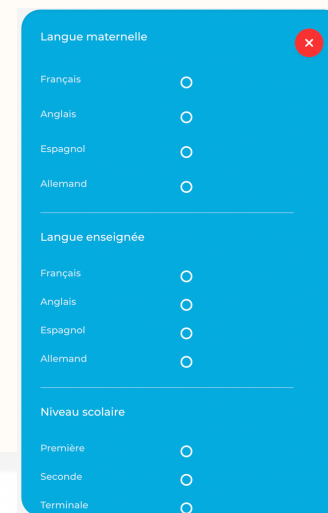 Langue maternelle
Français
Anglais
Espagnol
Allemand
Langue enseignée
Français
Anglais
Espagnol
Allemand
Niveau scolaire
Première
Seconde
Terminale